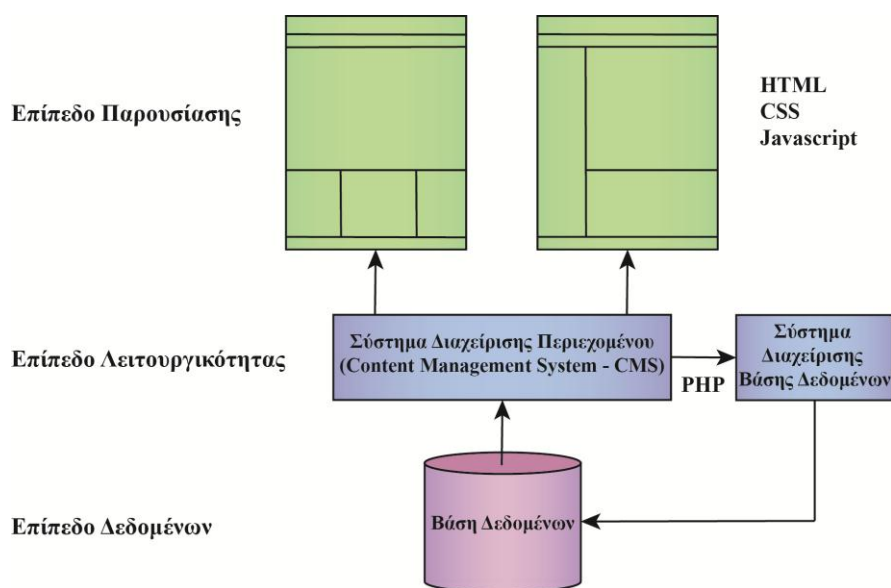 Επίπεδο Παρουσίασης
HTML
CSS
Javascript
Επίπεδο Λειτουργικότητας
Σύστημα Διαχείρισης Περιεχομένου
(Content Management System - CMS)
PHP
Σύστημα
Διαχείρισης
Βάσης Δεδομένων
Επίπεδο Δεδομένων
Βάση Δεδομένων